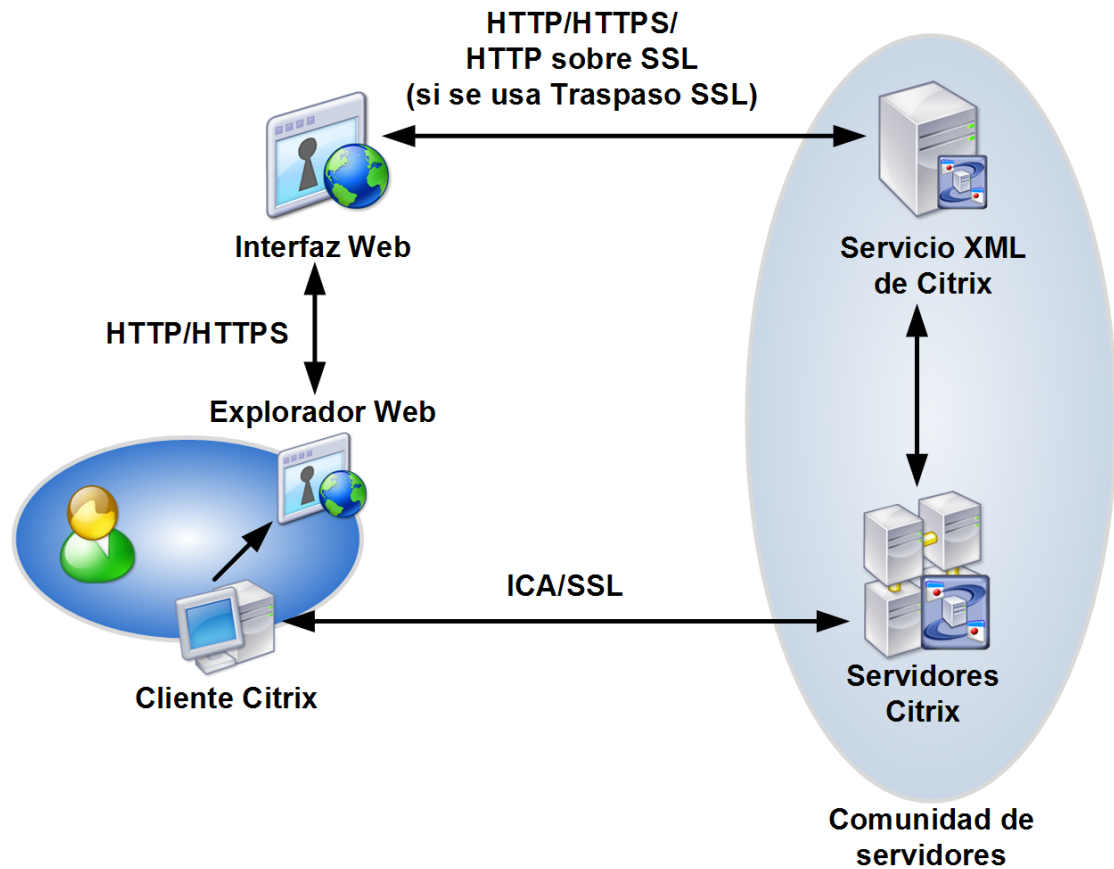 HTTP/HTTPS/
HTTP sobre SSL
(si se usa Traspaso SSL)
Interfaz Web
Servicio XML
de Citrix
HTTP/HTTPS
Explorador Web
ICA/SSL
Cliente Citrix
Servidores
Citrix
Comunidad de
servidores